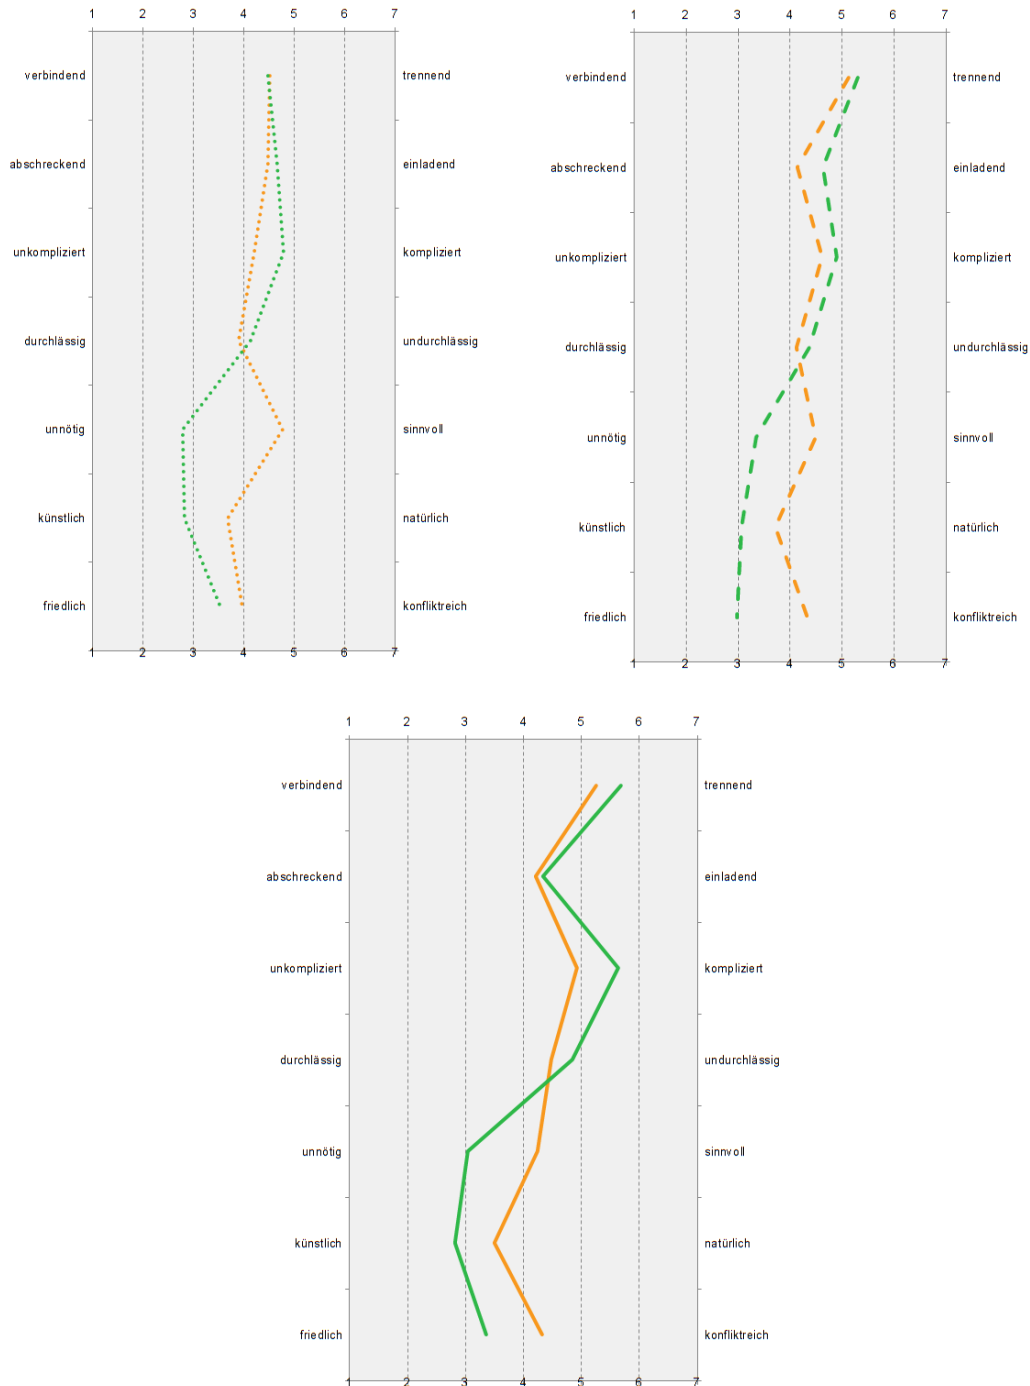 1 2 3 4 5 6 7
verbindend trennend
abschreckend einladend
unkompliziert kompliziert
durchlässig undurchlässig
unnötig sinnvoll
künstlich natürlich
friedlich konfliktreich
1 2 3 4 5 6 7
1 2 3 4 5 6 7
verbindend trennend
abschreckend einladend
unkompliziert kompliziert
durchlässig undurchlässig
unnötig sinnvoll
künstlich natürlich
friedlich konfliktreich
1 2 3 4 5 6 7
1 2 3 4 5 6 7
verbindend trennend
abschreckend einladend
unkompliziert kompliziert
durchlässig undurchlässig
unnötig sinnvoll
künstlich natürlich
friedlich konfliktreich
1 2 3 4 5 6 7